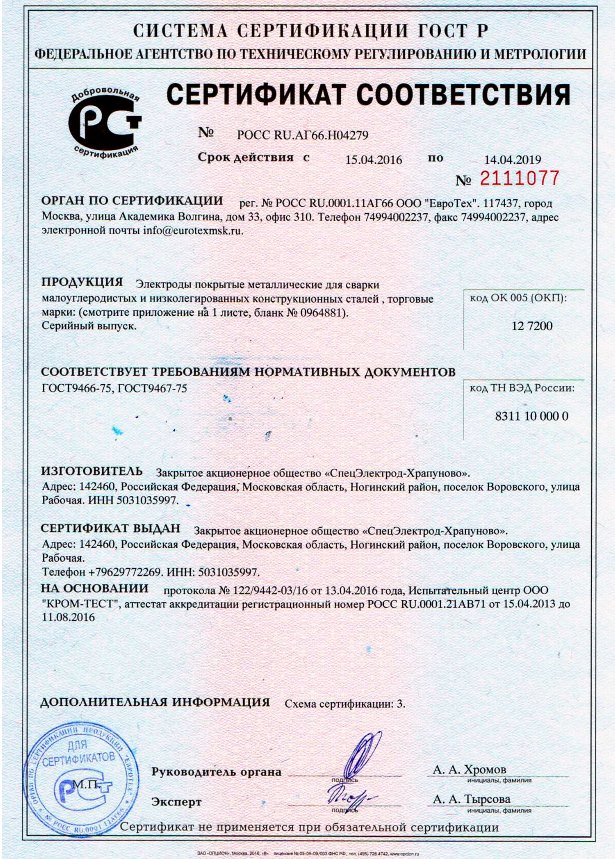 СИСТЕМА СЕРТИФИКАЦИИ ГОСТ Р
ФЕДЕРАЛЬНОЕ АГЕНТСТВО ПО ТЕХНИЧЕСКОМУ РЕГУЛИРОВАНИЮ И МЕТРОЛОГИИ
Добровольная
сертификация
СЕРТИФИКАТ СООТВЕТСТВИЯ
№ РОСС RU.АГ66.Н04279
Срок действия с 15.04.2016 по 14.04.2019
№ 2111077
ОРГАН ПО СЕРТИФИКАЦИИ рег. № РОСС RU.0001.11АГ66 ООО "ЕвроТех". 117437, город
Москва, улица Академика Волгина, дом 33, офис 310. Телефон 74994002237, факс 74994002237, адрес
электронной почты info@eurotexmsk.ru.
ПРОДУКЦИЯ Электроды покрытые металлические для сварки
малоуглеродистых и низколегированных конструкционных сталей , торговые
марки: (смотрите приложение на 1 листе, бланк № 0964881).
Серийный выпуск.
код ОК 005 (ОКП):
12 7200
СООТВЕТСТВУЕТ ТРЕБОВАНИЯМ НОРМАТИВНЫХ ДОКУМЕНТОВ
ГОСТ9466-75, ГОСТ9467-75
код ТН ВЭД России:
8311 10 000 0
ИЗГОТОВИТЕЛЬ Закрытое акционерное общество «СпецЭлектрод-Храпуново».
Адрес: 142460, Российская Федерация, Московская область, Ногинский район, поселок Воровского, улица
Рабочая. ИНН 5031035997.
СЕРТИФИКАТ ВЫДАН Закрытое акционерное общество «СпецЭлектрод-Храпуново».
Адрес: 142460, Российская Федерация, Московская область, Ногинский район, поселок Воровского, улица
Рабочая.
Телефон +79629772269. ИНН: 5031035997.
НА ОСНОВАНИИ протокола № 122/9442-03/16 от 13.04.2016 года, Испытательный центр ООО
"КРОМ-ТЕСТ", аттестат аккредитации регистрационный номер РОСС RU.0001.21АВ71 от 15.04.2013 до
11.08.2016
ДОПОЛНИТЕЛЬНАЯ ИНФОРМАЦИЯ Схема сертификации: 3.
ДЛЯ
СЕРТИФИКАТОВ
М.П.
Руководитель органа
подпись
А. А. Хромов
инициалы, фамилия
Эксперт
подпись
А. А. Тырсова
инициалы, фамилия
Сертификат не применяется при обязательной сертификации